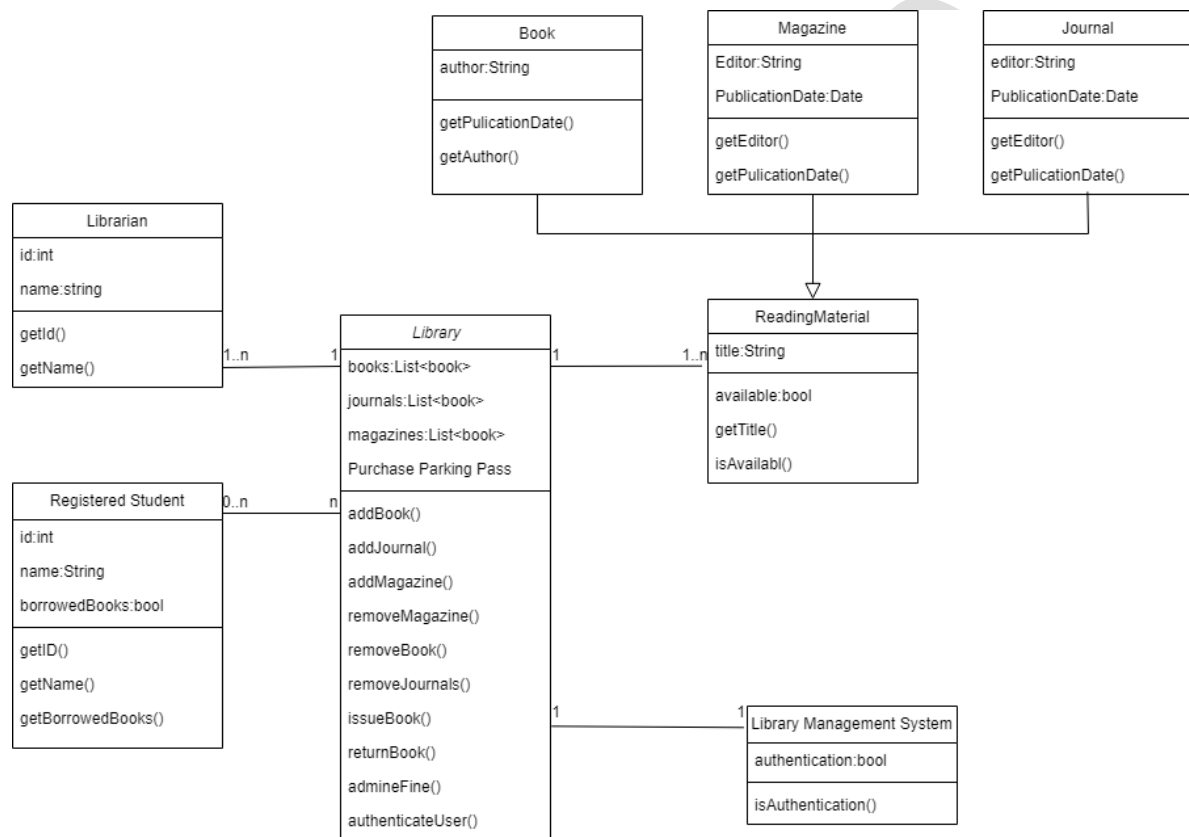 Book
author:String
getPulicationDate()
getAuthor()
Magazine
Editor:String
PublicationDate:Date
getEditor()
getPulicationDate()
Journal
editor:String
PublicationDate:Date
getEditor()
getPulicationDate()
Librarian
id:int
name:string
getId()
getName()
1..n
1
Library
books:List<book>
journals:List<book>
magazines:List<book>
Purchase Parking Pass
addBook()
addJournal()
addMagazine()
removeMagazine()
removeBook()
removeJournals()
issueBook()
returnBook()
admineFine()
authenticateUser()
1
1..n
ReadingMaterial
title:String
available:bool
getTitle()
isAvailabl()
Registered Student
id:int
name:String
borrowedBooks:bool
getID()
getName()
getBorrowedBooks()
0..n
n
1
1
Library Management System
authentication:bool
isAuthentication()